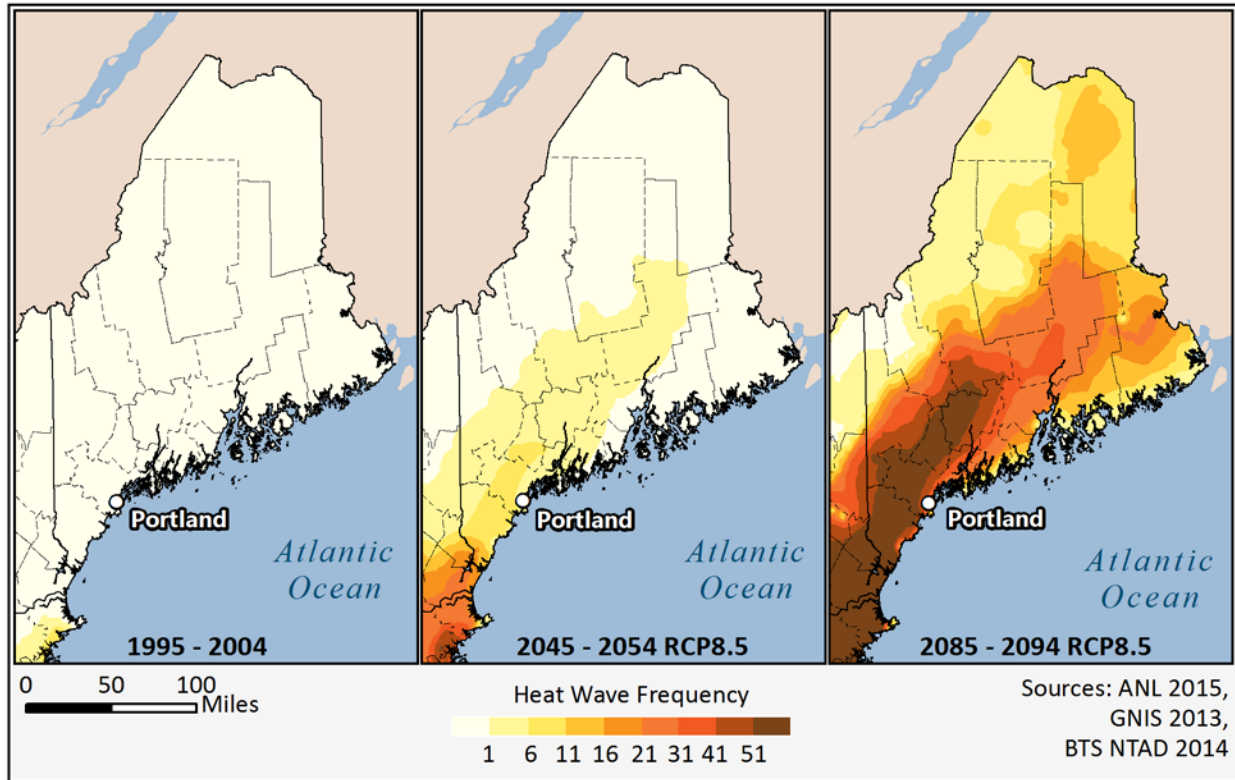 Portland
Atlantic
Ocean
1995 - 2004
Portland
Atlantic
Ocean
2045 - 2054 RCP8.5
Portland
Atlantic
Ocean
2085 - 2094 RCP8.5
0 50 100
Miles
Heat Wave Frequency
1 6 11 16 21 31 41 51
Sources: ANL 2015,
GNIS 2013,
BTS NTAD 2014